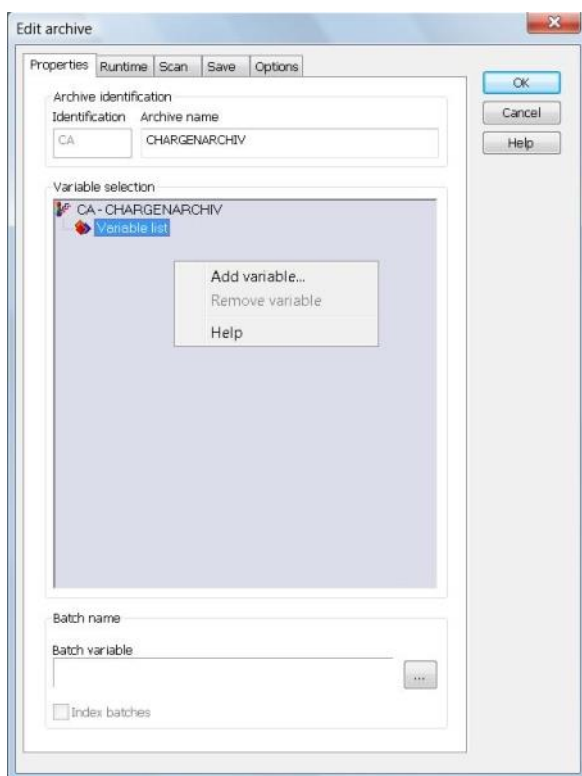 Edit archive
Properties Runtime Scan Save Options
OK
Cancel
Help
Archive identification
Identification Archive name
CA CHARGENARCHIV
Variable selection
CA - CHARGENARCHIV
Variable list
Add variable...
Remove variable
Help
Batch name
Batch variable
...
Index batches